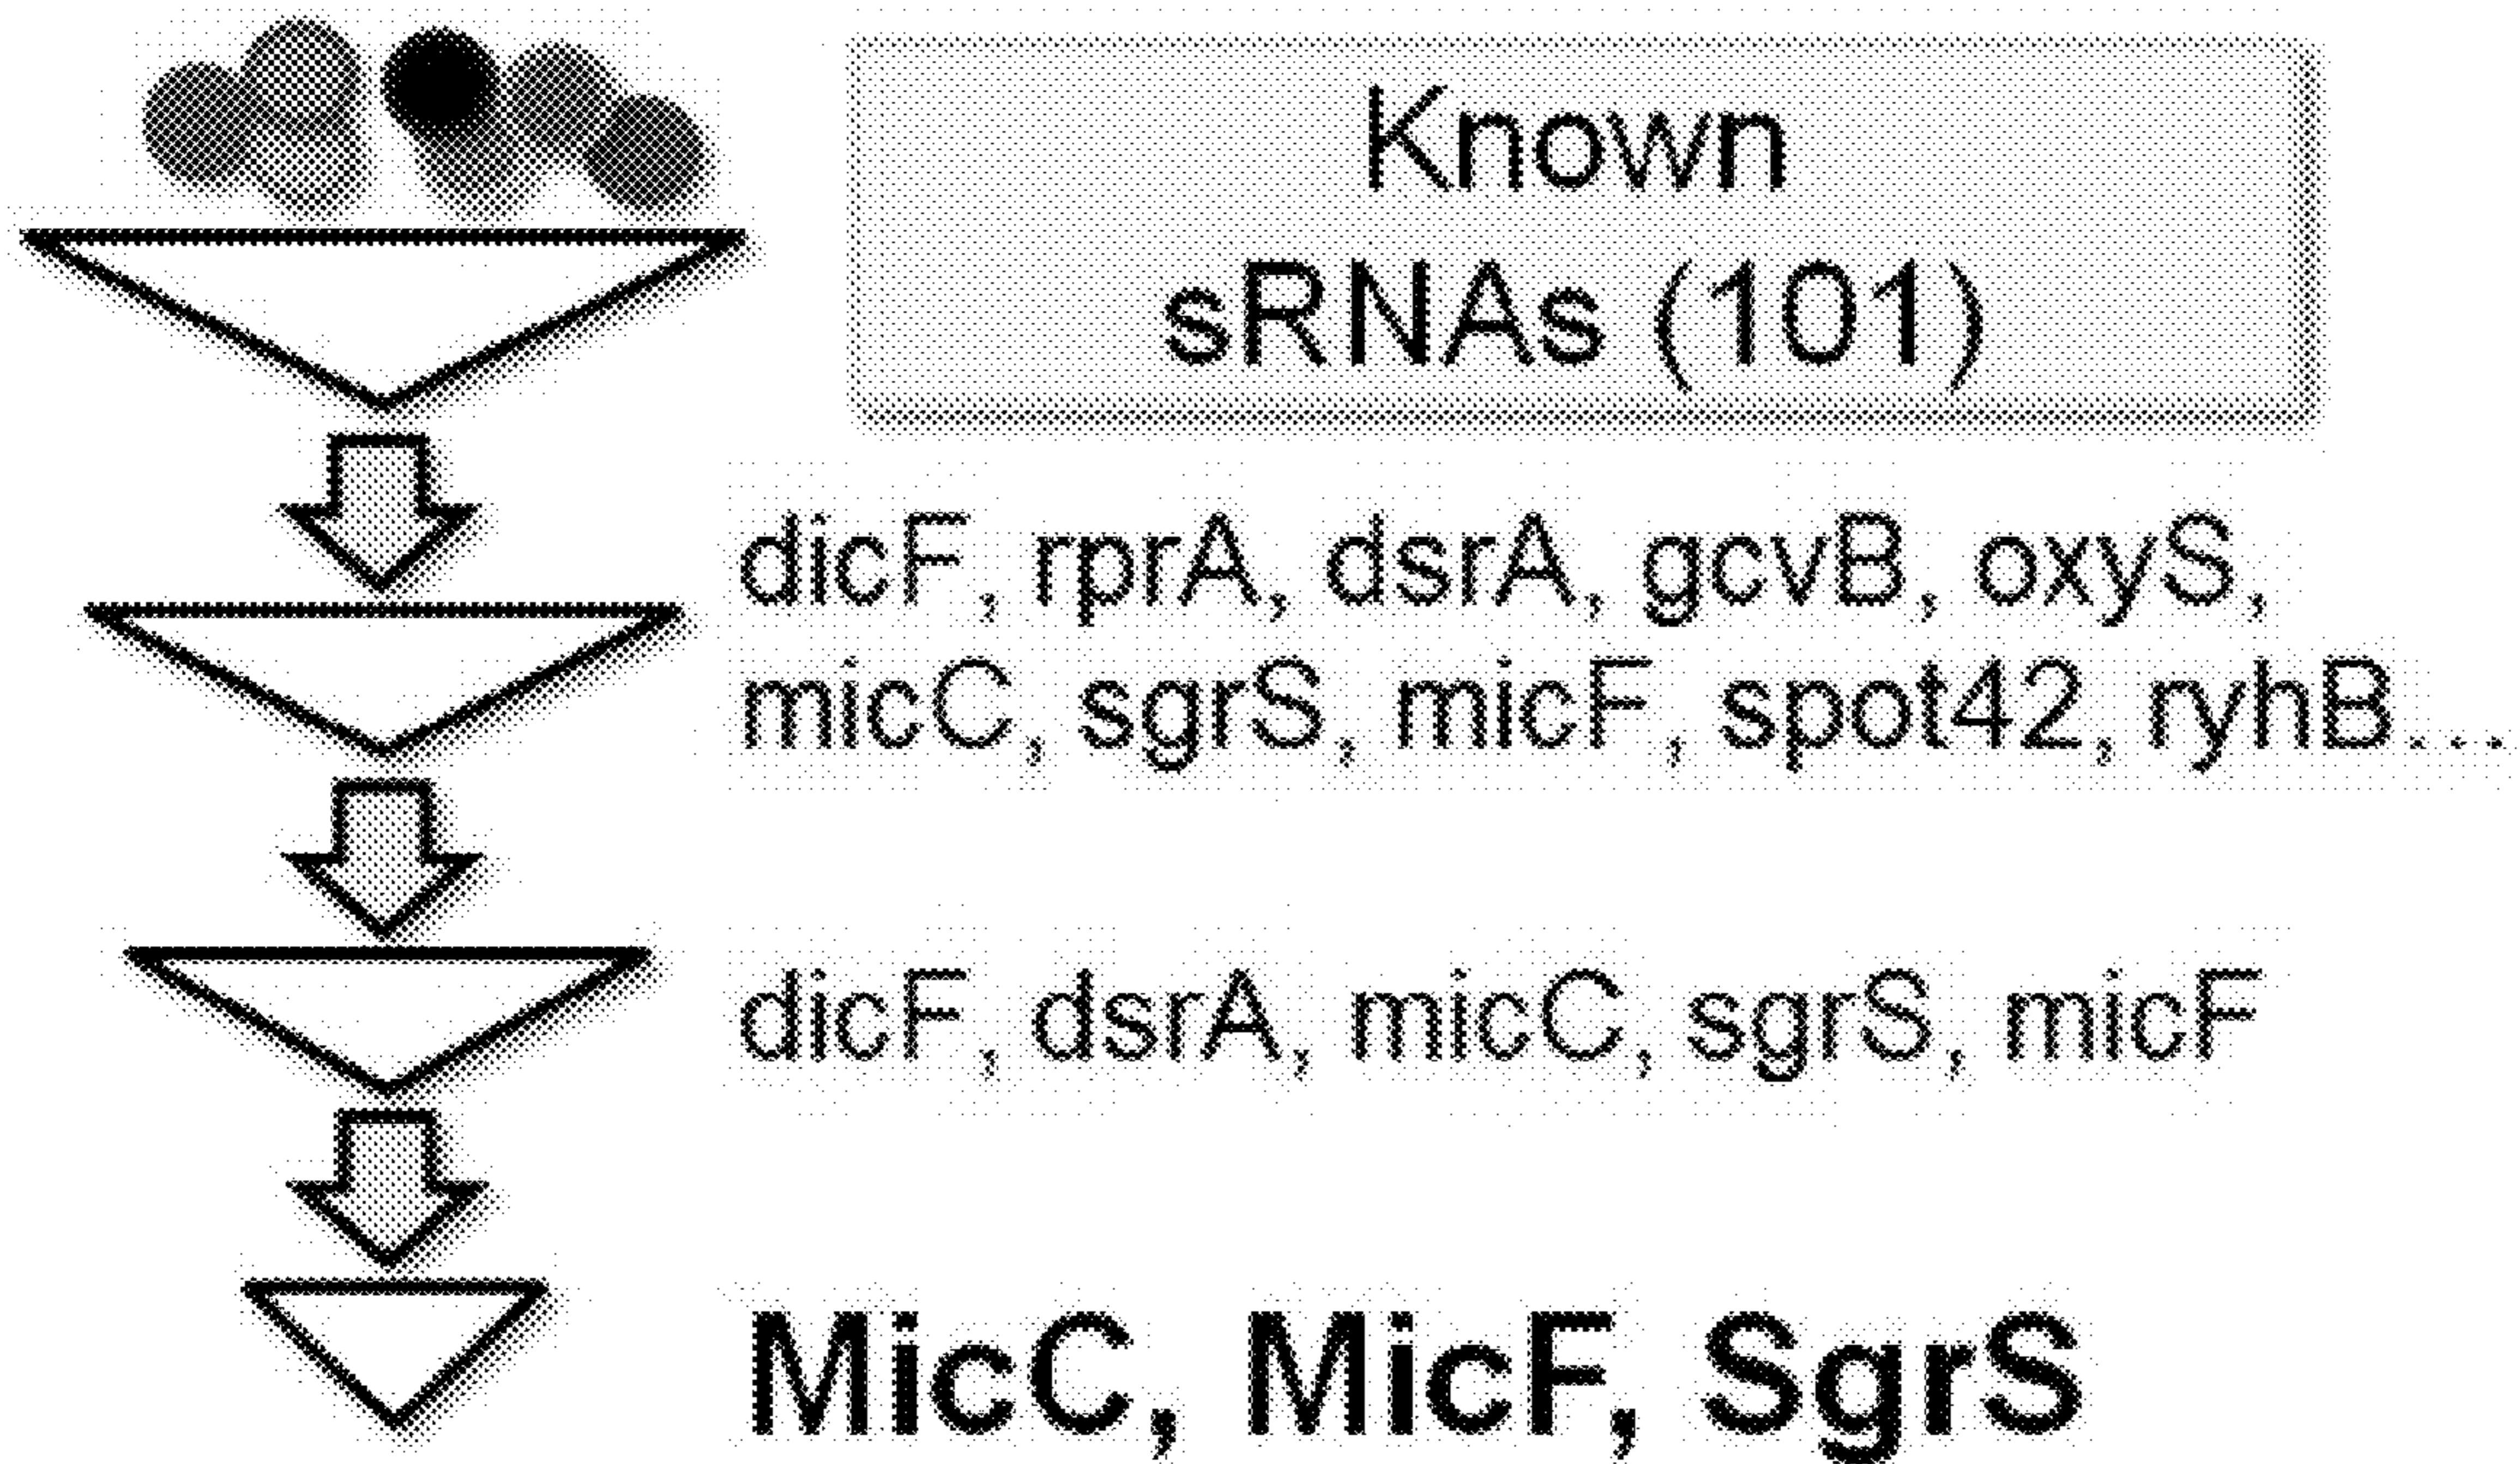 Known
sRNAs (101)
dicF, rprA, dsrA, gcvB, oxyS,
micC, sgrS, micF, spot42, ryhB...
dicF, dsrA, micC, sgrS, micF
MicC, MicF, SgrS